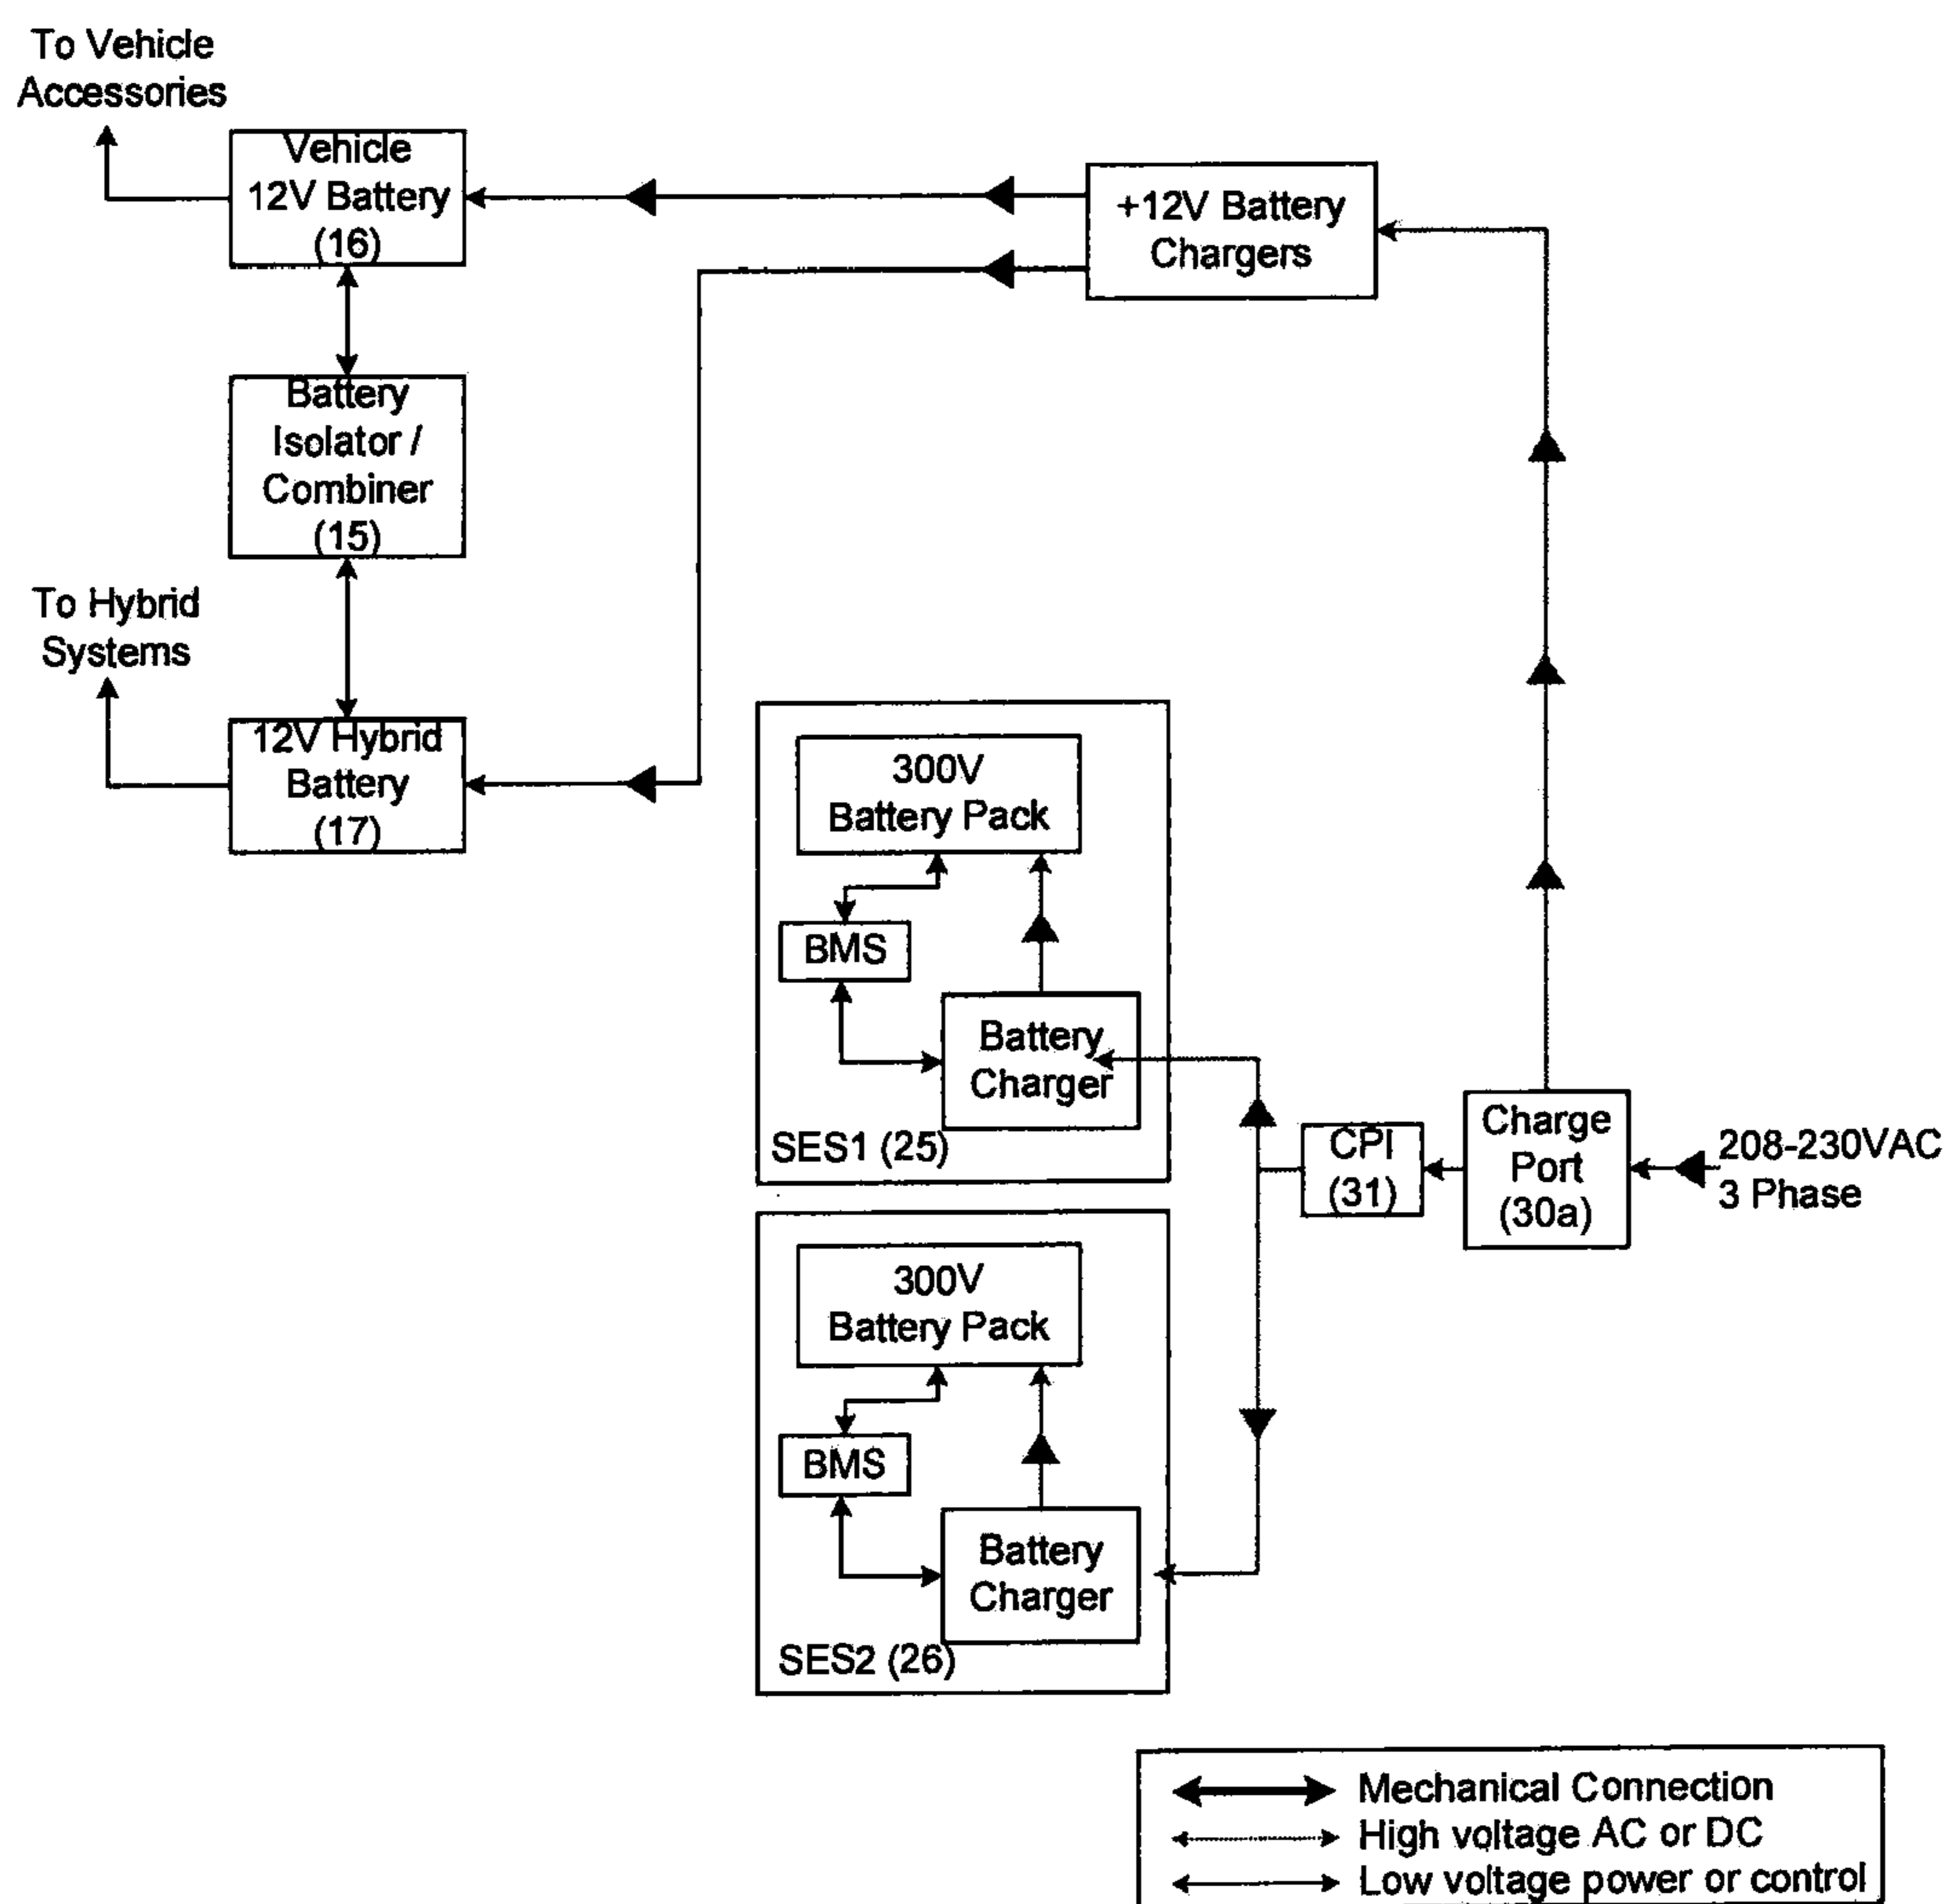 To Vehicle
Accessories
Vehicle
12V Battery
(16)
+12V Battery
Chargers
Battery
Isolator /
Combiner
(15)
To Hybrid
Systems
12V Hybrid
Battery
(17)
300V
Battery Pack
BMS
Battery
Charger
SES1 (25)
CPI
(31)
Charge
Port
(30a)
208-230VAC
3 Phase
300V
Battery Pack
BMS
Battery
Charger
SES2 (26)
Mechanical Connection
High voltage AC or DC
Low voltage power or control